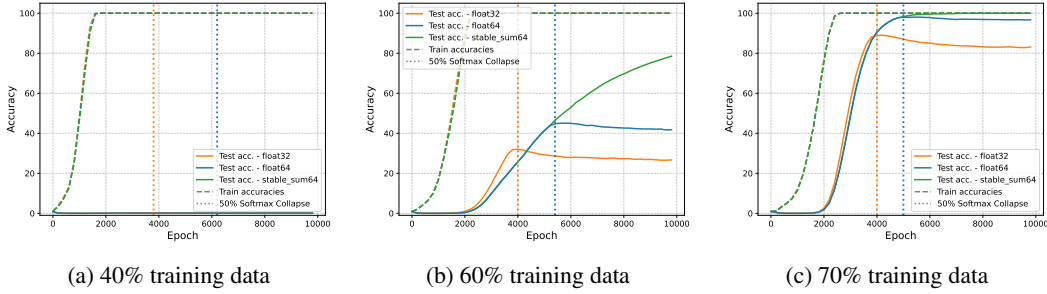 Accuracy
100
80
60
40
20
0
0 2000 4000 6000 8000 10000
Epoch
Test acc. - float32
Test acc. - float64
Test acc. - stable_sum64
Train accuracies
50% Softmax Collapse
(a) 40% training data
Accuracy
100
80
60
40
20
0
0 2000 4000 6000 8000 10000
Epoch
Test acc. - float32
Test acc. - float64
Test acc. - stable_sum64
Train accuracies
50% Softmax Collapse
(b) 60% training data
Accuracy
100
80
60
40
20
0
0 2000 4000 6000 8000 10000
Epoch
Test acc. - float32
Test acc. - float64
Test acc. - stable_sum64
Train accuracies
50% Softmax Collapse
(c) 70% training data